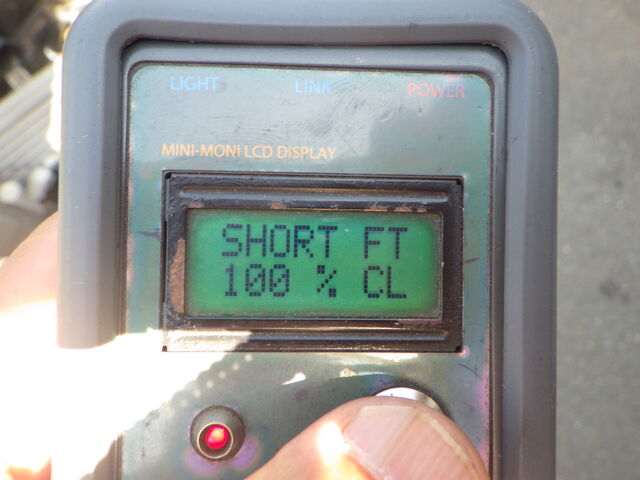 LIGHT LINK POWER
MINI-MONI LCD DISPLAY
SHORT FT
100 % CL